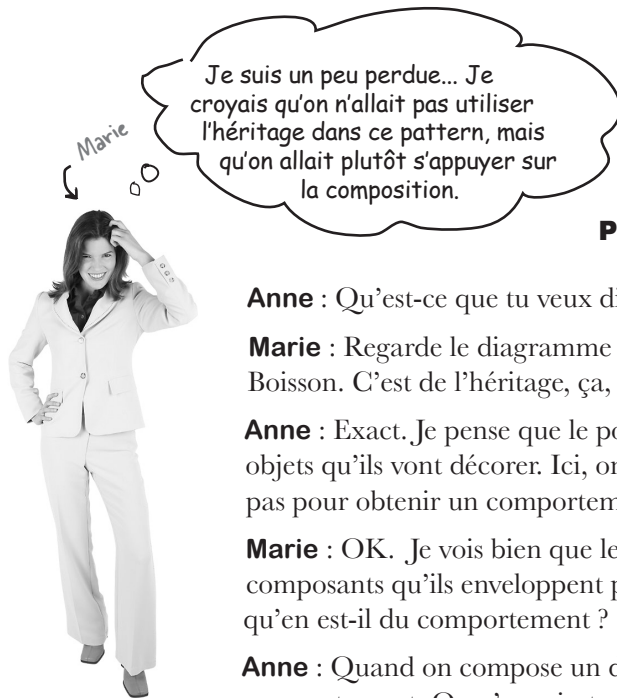 Je suis un peu perdue... Je
croyais qu'on n'allait pas utiliser
l'héritage dans ce pattern, mais
qu'on allait plutôt s'appuyer sur
la composition.
Marie
P
Anne : Qu'est-ce que tu veux di
Marie : Regarde le diagramme
Boisson. C'est de l'héritage, ça,
Anne : Exact. Je pense que le po
objets qu'ils vont décorer. Ici, on
pas pour obtenir un comportem
Marie : OK. Je vois bien que le
composants qu'ils enveloppent p
qu'en est-il du comportement ?
Anne : Quand on compose un d